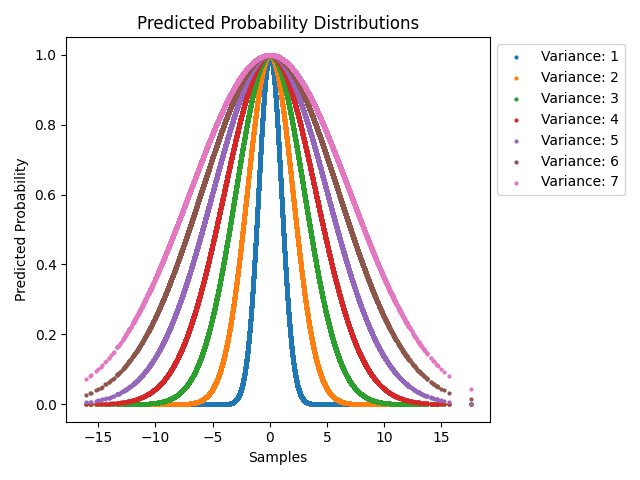 Predicted Probability Distributions
Predicted Probability
1.0
0.8
0.6
0.4
0.2
0.0
−15 −10 −5 0 5 10 15
Samples
Variance: 1
Variance: 2
Variance: 3
Variance: 4
Variance: 5
Variance: 6
Variance: 7